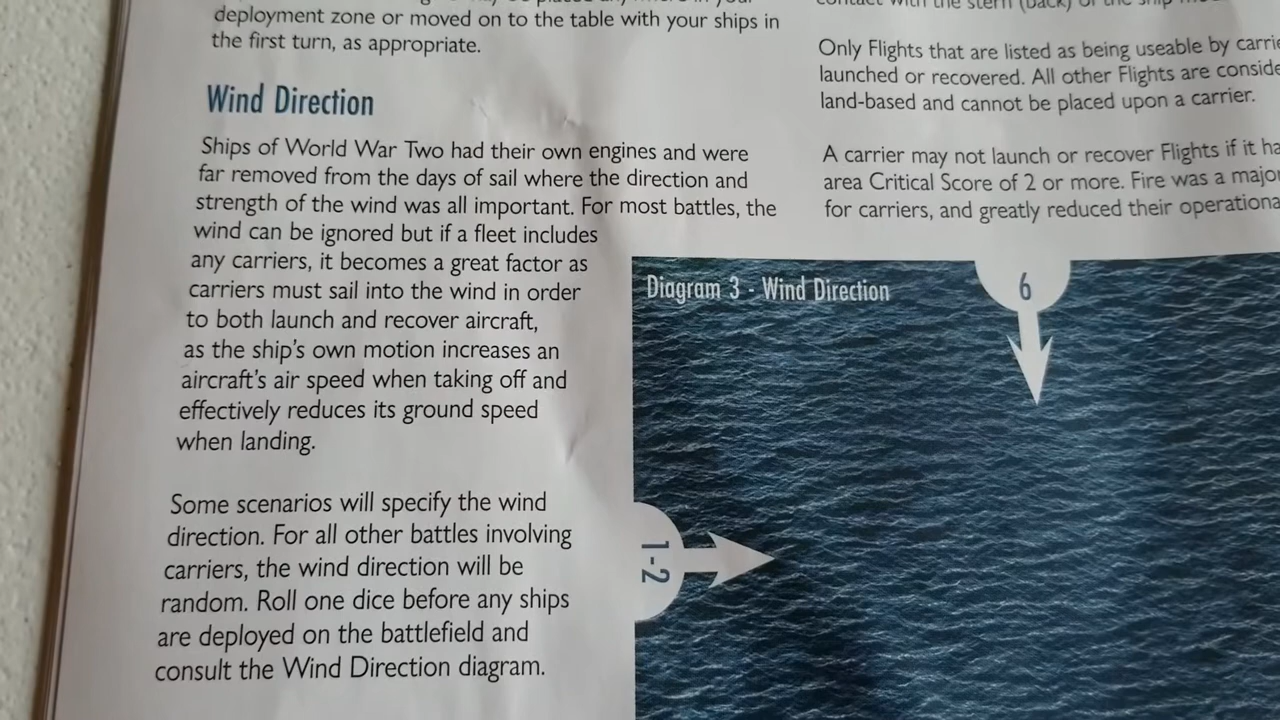 deployment zone or moved on to the table with your ships in
the first turn, as appropriate.
Wind Direction
Ships of World War Two had their own engines and were
far removed from the days of sail where the direction and
strength of the wind was all important. For most battles, the
wind can be ignored but if a fleet includes
any carriers, it becomes a great factor as
carriers must sail into the wind in order
to both launch and recover aircraft,
as the ship's own motion increases an
aircraft's air speed when taking off and
effectively reduces its ground speed
when landing.
Some scenarios will specify the wind
direction. For all other battles involving
carriers, the wind direction will be
random. Roll one dice before any ships
are deployed on the battlefield and
consult the Wind Direction diagram.
contact with the stern (back) of the ship
Only Flights that are listed as being useable by
launched or recovered. All other Flights are
land-based and cannot be placed upon a carrier.
A carrier may not launch or recover Flights if it
area Critical Score of 2 or more. Fire was a
for carriers, and greatly reduced their
Diagram 3 - Wind Direction
6
1-2